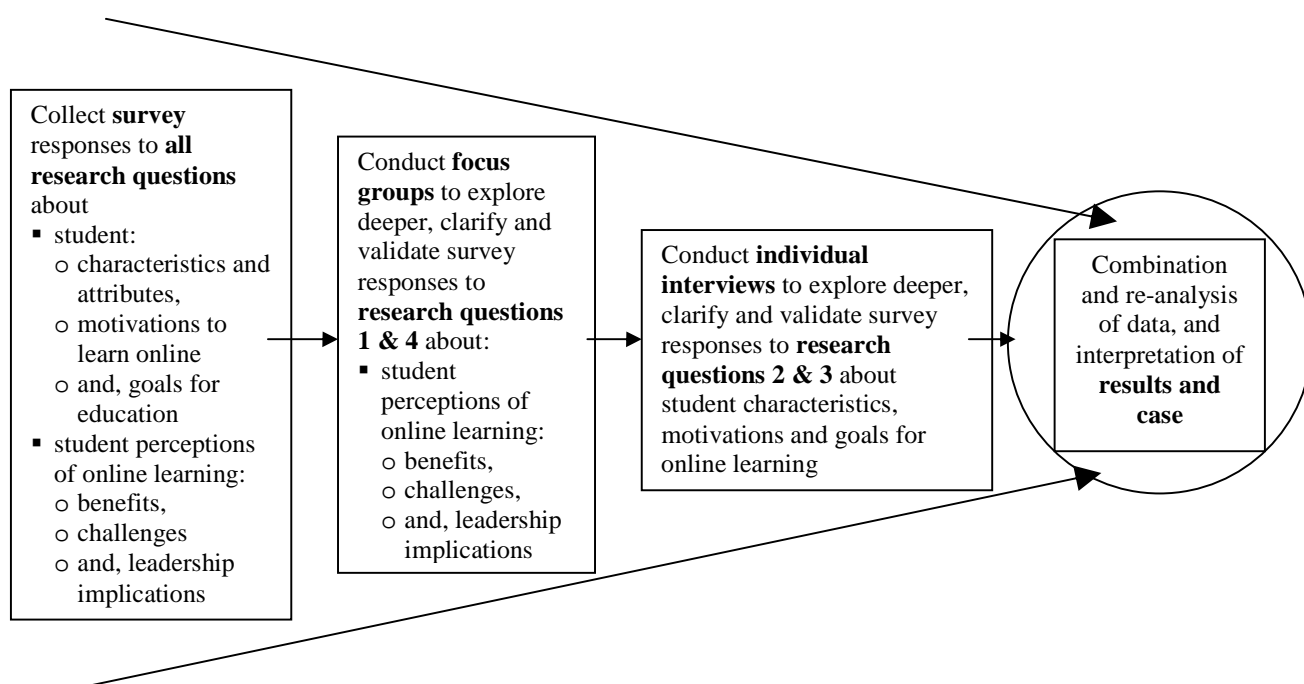 Collect survey
responses to all
research questions
about
▪ student:
o characteristics and
attributes,
o motivations to
learn online
o and, goals for
education
▪ student perceptions
of online learning:
o benefits,
o challenges
o and, leadership
implications
Conduct focus
groups to explore
deeper, clarify and
validate survey
responses to
research questions
1 & 4 about:
▪ student
perceptions of
online learning:
o benefits,
o challenges,
o and, leadership
implications
Conduct individual
interviews to explore deeper,
clarify and validate survey
responses to research
questions 2 & 3 about
student characteristics,
motivations and goals for
online learning
Combination
and re-analysis
of data, and
interpretation of
results and
case